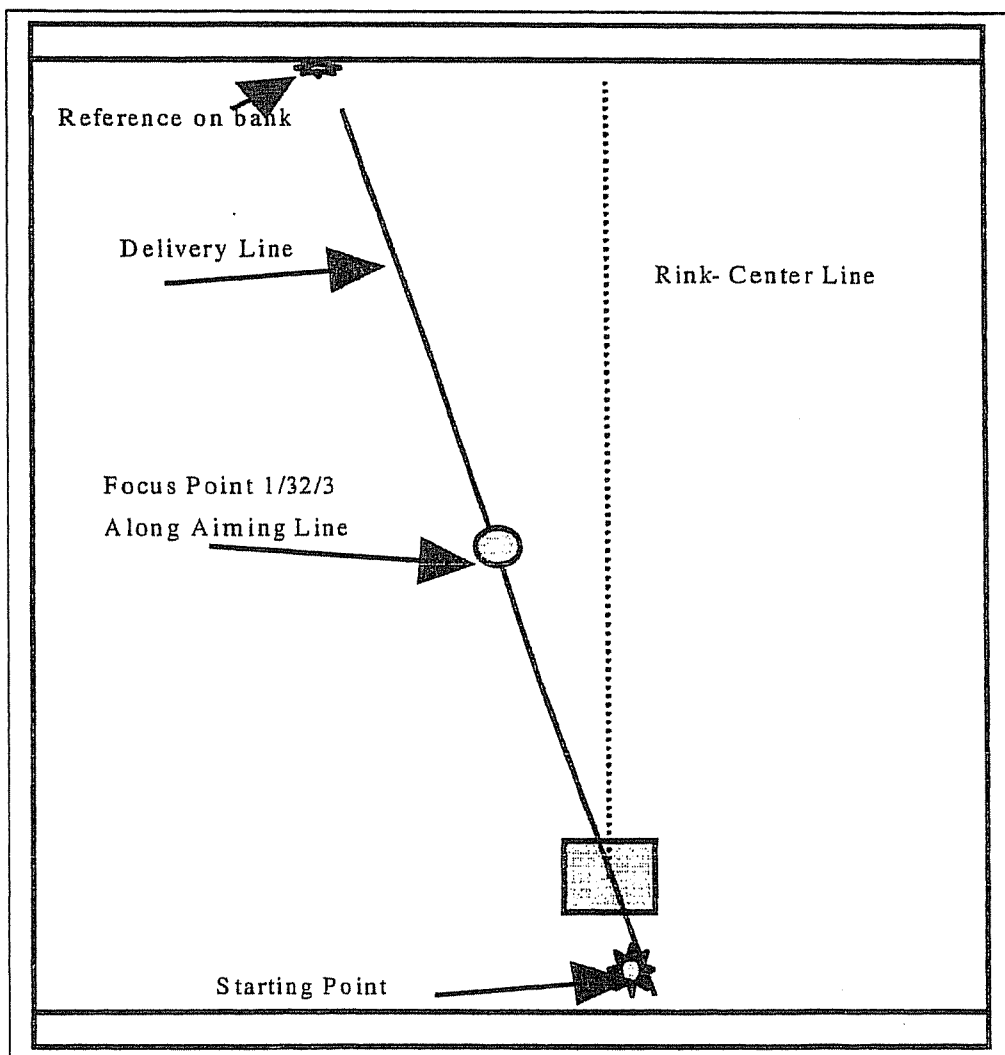 Reference on bank
Delivery Line
Rink- Center Line
Focus Point 1/32/3
Along Aiming Line
Starting Point